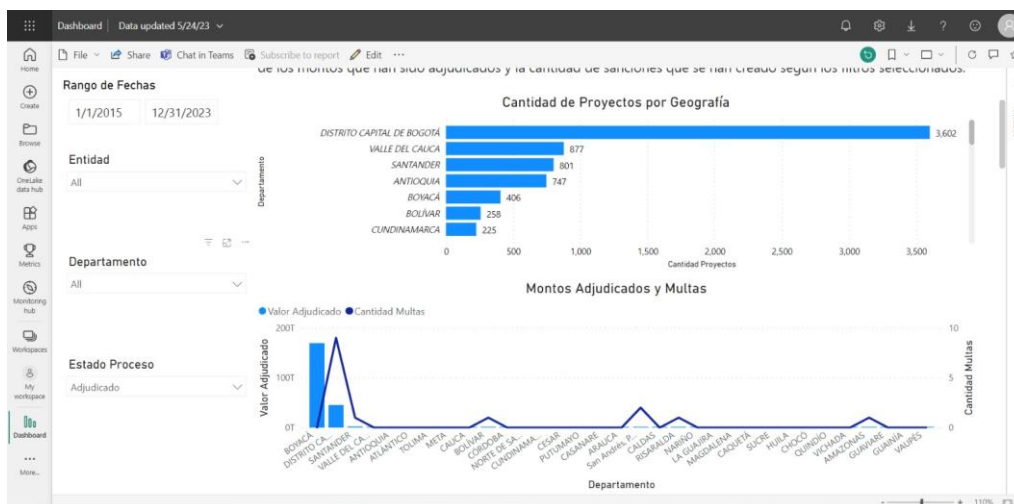 Dashboard | Data updated 5/24/23
File Share Chat in Teams Subscribe to report Edit ...
Home
Create
Browse
OneLake
data hub
Apps
Metrics
Monitoring
hub
Workspaces
My
workspace
Dashboard
More...
de los montos que han sido adjudicados y la cantidad de sanciones que se han creado según los filtros seleccionados.
Rango de Fechas
1/1/2015 12/31/2023
Entidad
All
Departamento
All
Estado Proceso
Adjudicado
Cantidad de Proyectos por Geografía
Departamento
DISTRITO CAPITAL DE BOGOTÁ 3,602
VALLE DEL CAUCA 877
SANTANDER 801
ANTIOQUIA 747
BOYACÁ 406
BOLÍVAR 258
CUNDINAMARCA 225
0 500 1,000 1,500 2,000 2,500 3,000 3,500
Cantidad Proyectos
Montos Adjudicados y Multas
Valor Adjudicado Cantidad Multas
Valor Adjudicado
200T
100T
0T
10
5
0
Cantidad Multas
BOYACÁ
DISTRITO CA...
SANTANDER
VALLE DEL CA...
ANTIOQUIA
ATLÁNTICO
TOLIMA
META
CAUCA
BOLÍVAR
CÓRDOBA
NORTE DE SA...
CUNDINAMA...
CESAR
PUTUMAYO
CASANARE
ARAUCA
San Andrés, P...
CALDAS
RISARALDA
NARIÑO
LA GUAJIRA
MAGDALENA
CAQUETÁ
SUCRE
HUILA
CHOCÓ
QUINDÍO
VICHADA
AMAZONAS
GUAVIARE
GUAINÍA
VAUPÉS
Departamento
110%